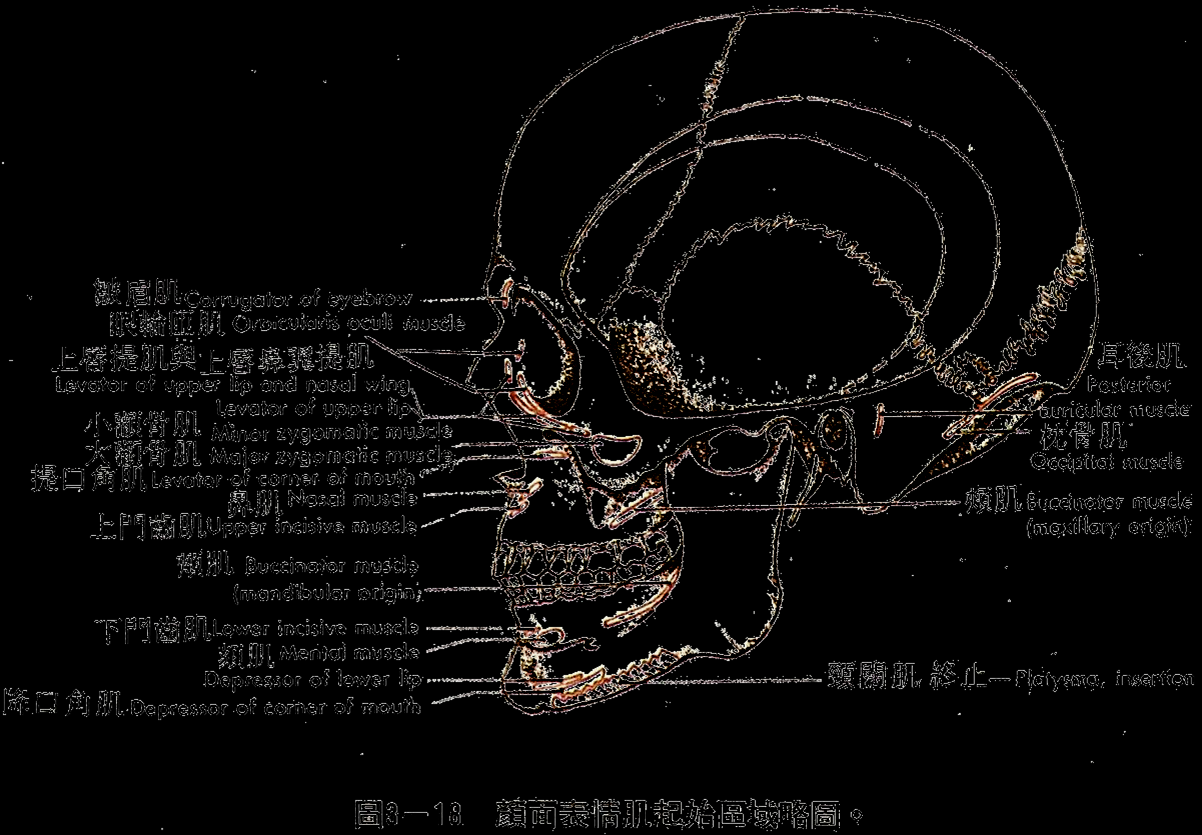 皺眉肌 Corrugator of eyebrow
眼輪匝肌 Orbicularis oculi muscle
上唇提肌與上唇鼻翼提肌
Levator of upper lip and nasal wing
Levator of upper lip
小顴骨肌 Minor zygomatic muscle
大顴骨肌 Major zygomatic muscle
提口角肌 Levator of corner of mouth
鼻肌 Nasal muscle
上門齒肌 Upper incisive muscle
頰肌 Buccinator muscle
(mandibular origin)
下門齒肌 Lower incisive muscle
頦肌 Mental muscle
Depressor of lower lip
降口角肌 Depressor of corner of mouth
耳後肌
Posterior
auricular muscle
枕骨肌
Occipital muscle
頰肌 Buccinator muscle
(maxillary origin)
頸闊肌 終止—Platysma, insertion
圖3－18 顏面表情肌起始區域略圖。